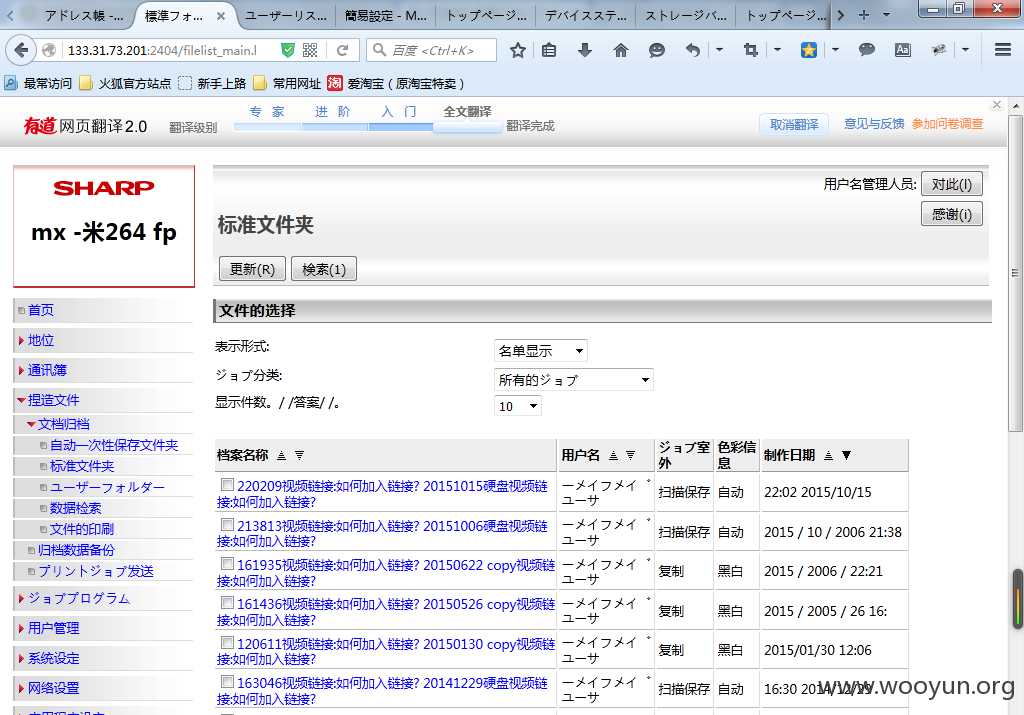 アドレス帳 -...
標準フォ...
ユーザーリス...
簡易設定 - M...
トップページ...
デバイスステ...
ストレージバ...
トップページ...
133.31.73.201:2404/filelist_main.l
百度 <Ctrl+K>
最常访问
火狐官方站点
新手上路
常用网址
淘
爱淘宝（原淘宝特卖）
有道网页翻译2.0
翻译级别
专 家
进 阶
入 门
全文翻译
翻译完成
取消翻译
意见与反馈
参加问卷调查
SHARP
mx -米264 fp
用户名管理人员:
对此(I)
感谢(i)
标准文件夹
更新(R)
検索(1)
首页
地位
通讯簿
捏造文件
文档归档
自动一次性保存文件夹
标准文件夹
ユーザーフォルダー
数据检索
文件的印刷
归档数据备份
プリントジョブ发送
ジョブプログラム
用户管理
系统设定
网络设置
文件的选择
表示形式:
名单显示
ジョブ分类:
所有的ジョブ
显示件数。/ /答案/ /。
10
档案名称
用户名
ジョブ室外
色彩信息
制作日期
220209视频链接:如何加入链接? 20151015硬盘视频链接:如何加入链接?
ーメイフメイ゜ユーサ
扫描保存
自动
22:02 2015/10/15
213813视频链接:如何加入链接? 20151006硬盘视频链接:如何加入链接?
ーメイフメイ゜ユーサ
扫描保存
自动
2015 / 10 / 2006 21:38
161935视频链接:如何加入链接? 20150622 copy视频链接:如何加入链接?
ーメイフメイ゜ユーサ
复制
黑白
2015 / 2006 / 22:21
161436视频链接:如何加入链接? 20150526 copy视频链接:如何加入链接?
ーメイフメイ゜ユーサ
复制
黑白
2015 / 2005 / 26 16:
120611视频链接:如何加入链接? 20150130 copy视频链接:如何加入链接?
ーメイフメイ゜ユーサ
复制
黑白
2015/01/30 12:06
163046视频链接:如何加入链接? 20141229硬盘视频链接:如何加入链接?
ーメイフメイ゜ユーサ
扫描保存
自动
16:30 2014/12/29
www.wooyun.org